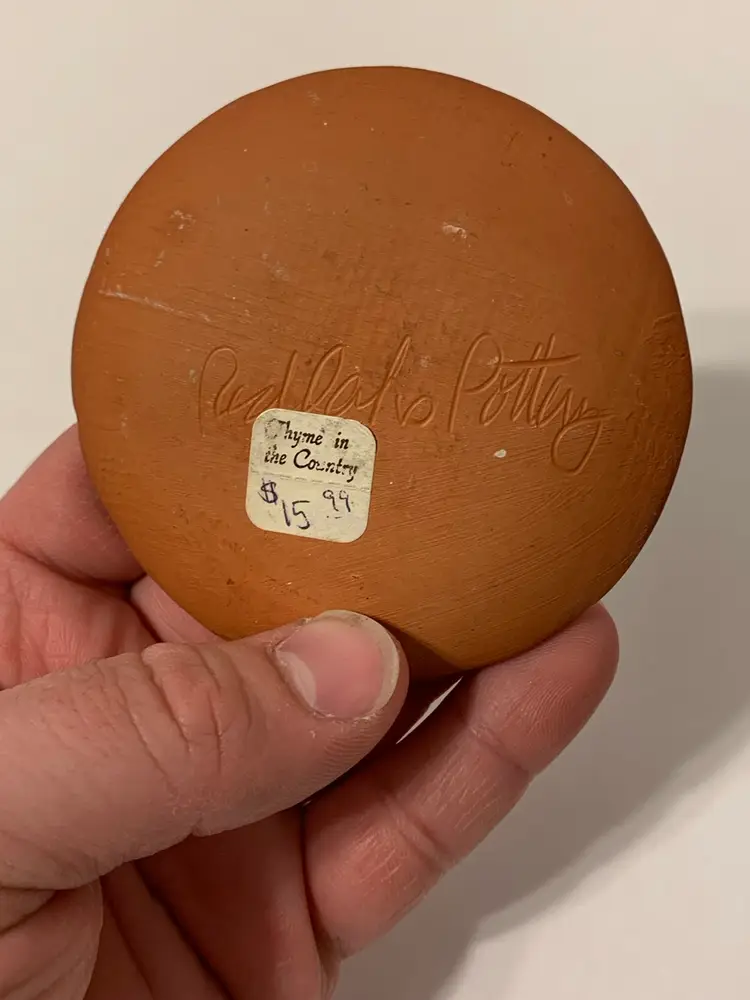 Pottery
Thyme in
the Country
$15.99